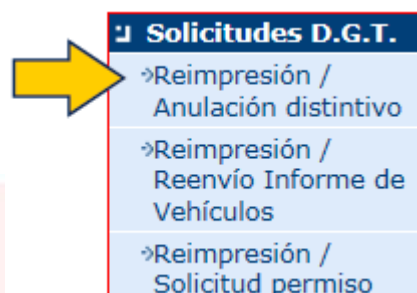 Solicitudes D.G.T.
Reimpresión /
Anulación distintivo
Reimpresión /
Reenvío Informe de
Vehículos
Reimpresión /
Solicitud permiso